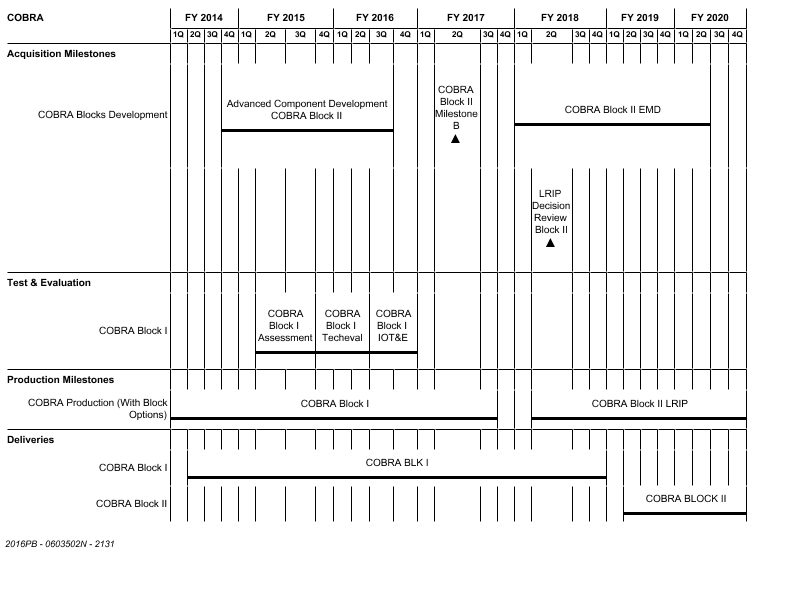 COBRA FY 2014 FY 2015 FY 2016 FY 2017 FY 2018 FY 2019 FY 2020
1Q 2Q 3Q 4Q 1Q 2Q 3Q 4Q 1Q 2Q 3Q 4Q 1Q 2Q 3Q 4Q 1Q 2Q 3Q 4Q 1Q 2Q 3Q 4Q 1Q 2Q 3Q 4Q
Acquisition Milestones
COBRA Blocks Development
Advanced Component Development
COBRA Block II
COBRA
Block II
Milestone
B
COBRA Block II EMD
LRIP
Decision
Review
Block II
Test & Evaluation
COBRA Block I
COBRA
Block I
Assessment
COBRA
Block I
Techeval
COBRA
Block I
IOT&E
Production Milestones
COBRA Production (With Block
Options)
COBRA Block I
COBRA Block II LRIP
Deliveries
COBRA Block I
COBRA BLK I
COBRA Block II
COBRA BLOCK II
2016PB - 0603502N - 2131